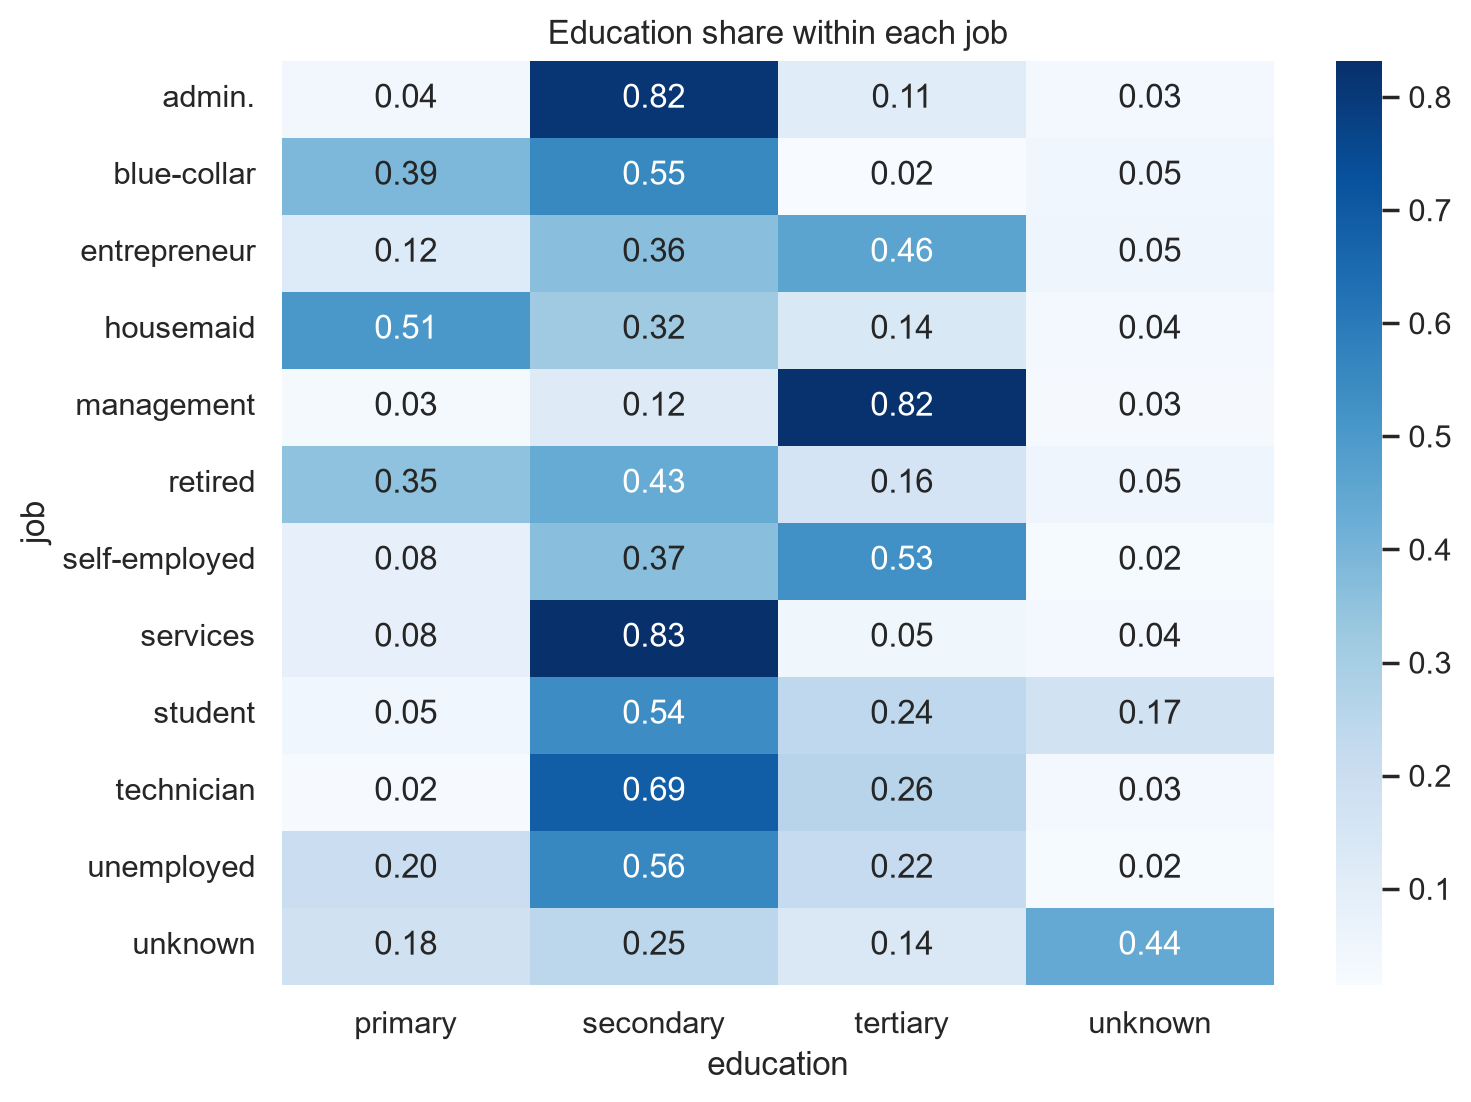 Education share within each job
admin. 0.04 0.82 0.11 0.03
blue-collar 0.39 0.55 0.02 0.05
entrepreneur 0.12 0.36 0.46 0.05
housemaid 0.51 0.32 0.14 0.04
management 0.03 0.12 0.82 0.03
retired 0.35 0.43 0.16 0.05
self-employed 0.08 0.37 0.53 0.02
services 0.08 0.83 0.05 0.04
student 0.05 0.54 0.24 0.17
technician 0.02 0.69 0.26 0.03
unemployed 0.20 0.56 0.22 0.02
unknown 0.18 0.25 0.14 0.44
primary secondary tertiary unknown
education
job
0.8
0.7
0.6
0.5
0.4
0.3
0.2
0.1